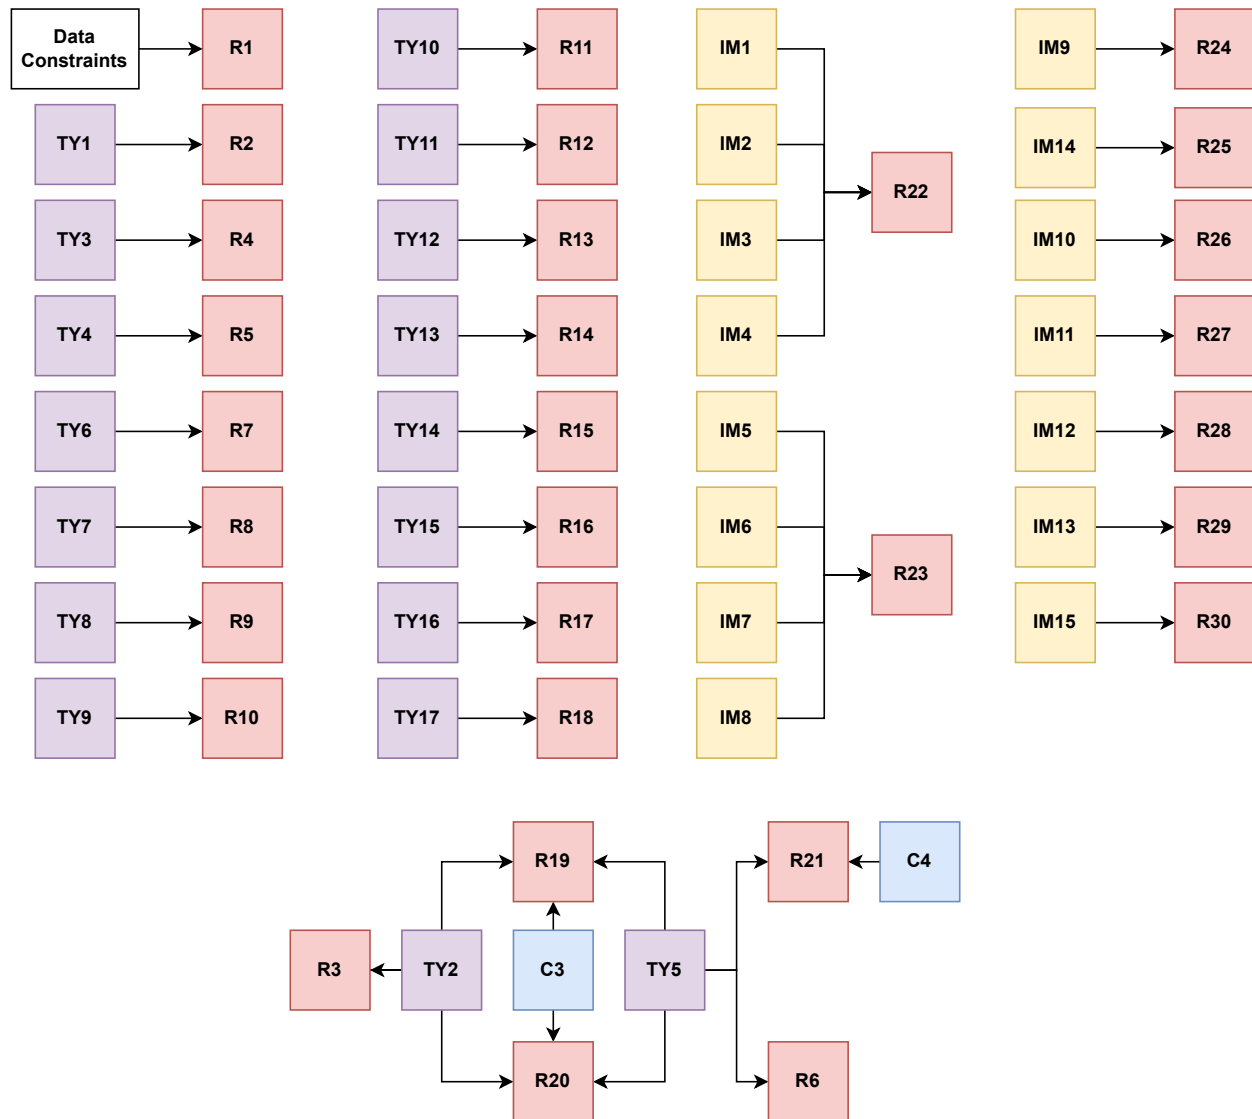 Data
Constraints
R1
TY10
R11
IM1
IM9
R24
TY1
R2
TY11
R12
IM2
IM14
R25
R22
TY3
R4
TY12
R13
IM3
IM10
R26
TY4
R5
TY13
R14
IM4
IM11
R27
TY6
R7
TY14
R15
IM5
IM12
R28
TY7
R8
TY15
R16
IM6
IM13
R29
R23
TY8
R9
TY16
R17
IM7
IM15
R30
TY9
R10
TY17
R18
IM8
R19
R21
C4
R3
TY2
C3
TY5
R20
R6